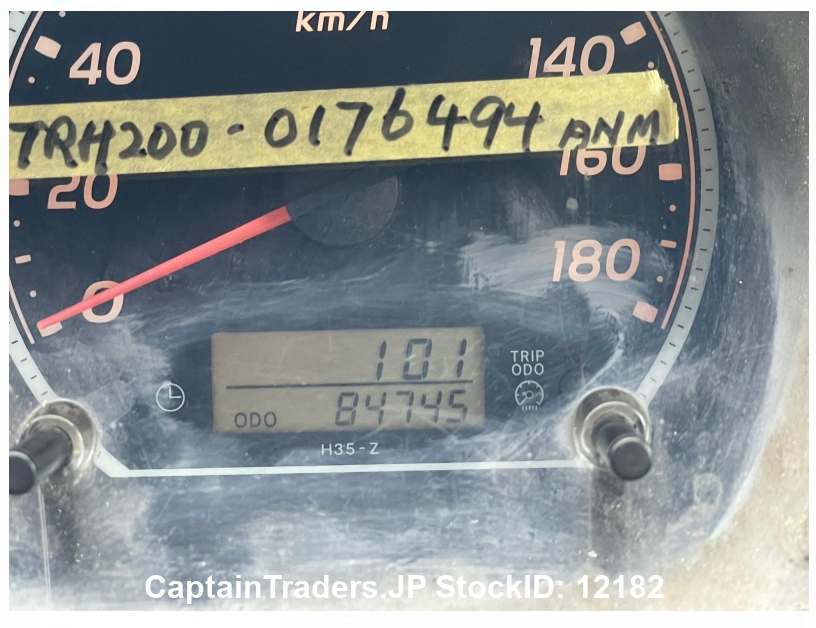 km/h
40
140
TRH200-0176494 ANM
160
20
180
0
101
TRIP
ODO
ODO 84745
H35-Z
CaptainTraders.JP StockID: 12182